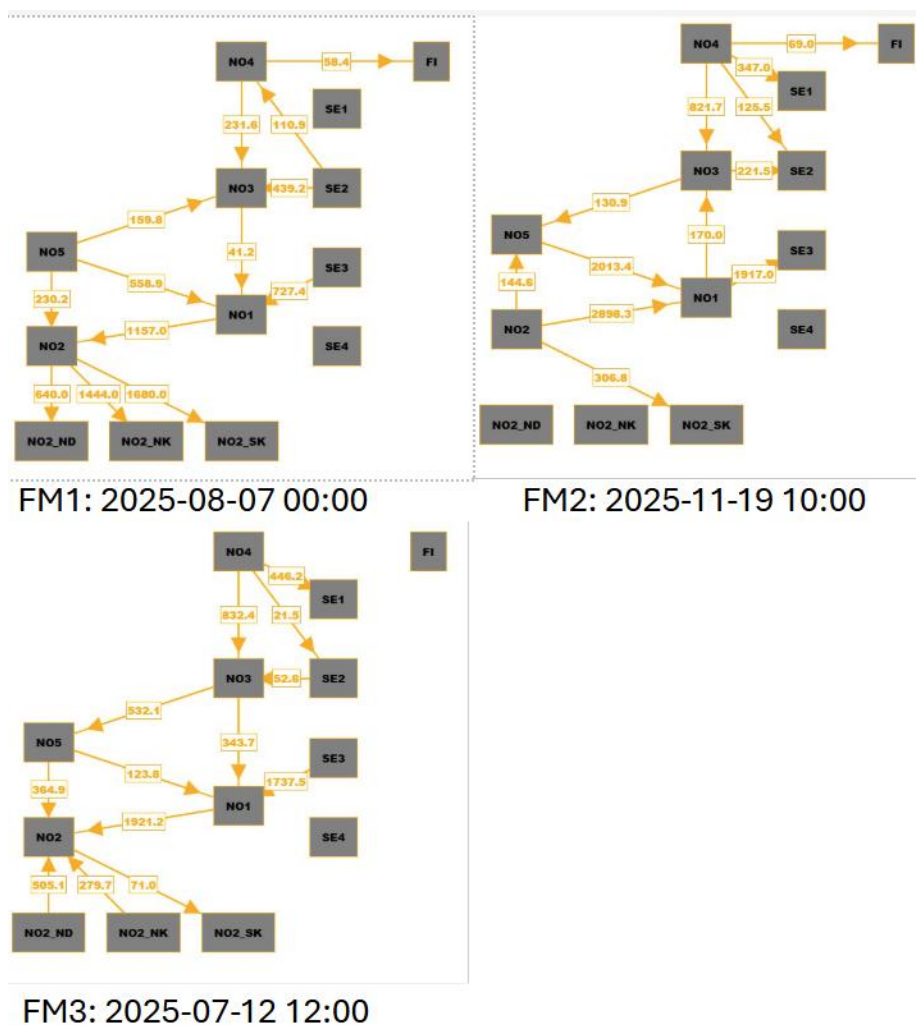 NO4
58.4
FI
SE1
231.6
110.9
NO3
439.2
SE2
159.8
NO5
41.2
SE3
558.9
727.4
230.2
NO1
1157.0
NO2
SE4
640.0
1444.0
1680.0
NO2_ND
NO2_NK
NO2_SK
FM1: 2025-08-07 00:00
NO4
69.0
FI
347.0
SE1
821.7
125.5
NO3
221.5
SE2
130.9
NO5
170.0
SE3
2013.4
1917.0
144.6
NO1
2898.3
NO2
SE4
306.8
NO2_ND
NO2_NK
NO2_SK
FM2: 2025-11-19 10:00
NO4
FI
446.2
SE1
832.4
21.5
NO3
52.6
SE2
532.1
NO5
343.7
SE3
123.8
1737.5
364.9
NO1
1921.2
NO2
SE4
505.1
279.7
71.0
NO2_ND
NO2_NK
NO2_SK
FM3: 2025-07-12 12:00